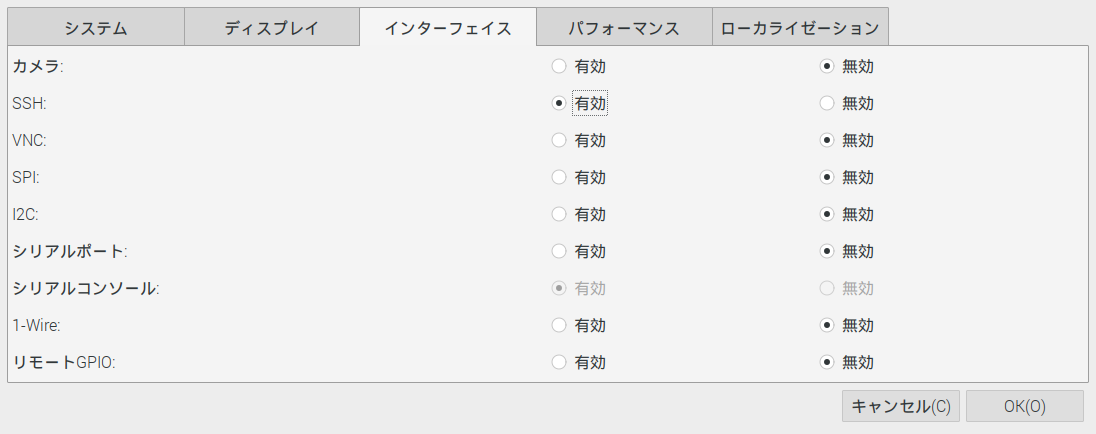 システム ディスプレイ インターフェイス パフォーマンス ローカライゼーション
カメラ: 有効 無効
SSH: 有効 無効
VNC: 有効 無効
SPI: 有効 無効
I2C: 有効 無効
シリアルポート: 有効 無効
シリアルコンソール: 有効 無効
1-Wire: 有効 無効
リモートGPIO: 有効 無効
キャンセル(C) OK(O)